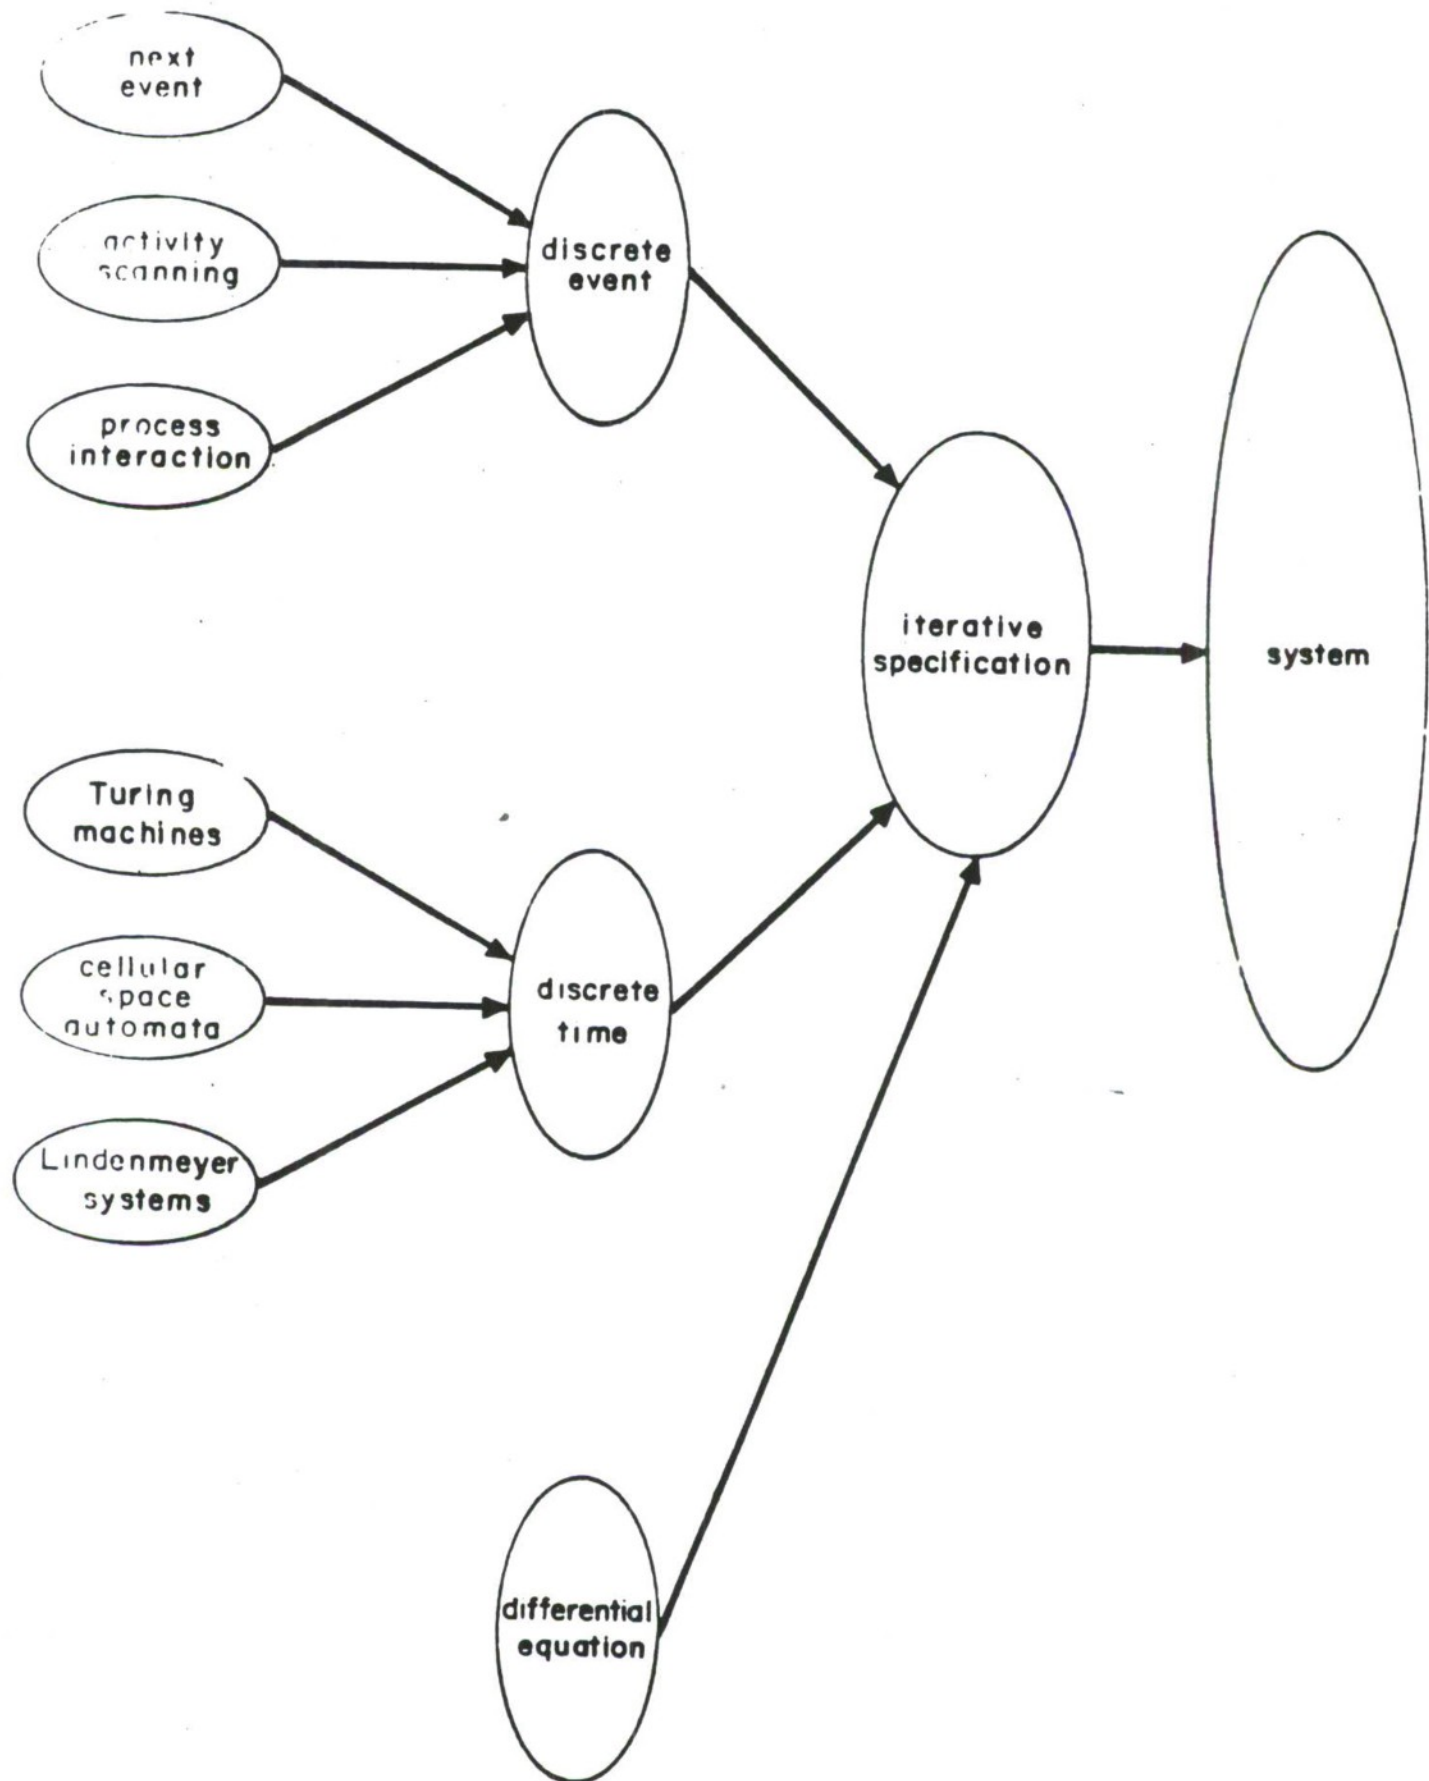 next
event
activity
scanning
process
interaction
discrete
event
iterative
specification
system
Turing
machines
cellular
space
automata
Lindenmeyer
systems
discrete
time
differential
equation